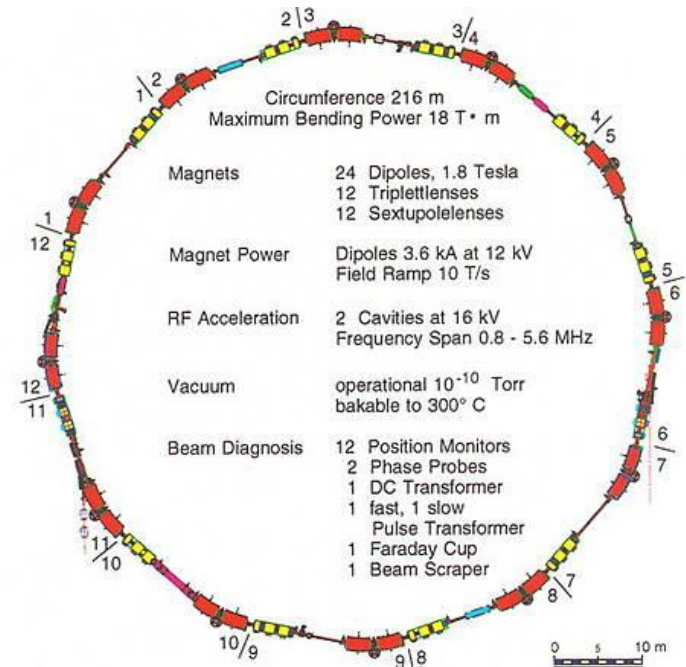 2 3
3 4
1 2
Circumference 216 m
Maximum Bending Power 18 T • m
4 5
Magnets 24 Dipoles, 1.8 Tesla
12 Triplettlenses
12 Sextupolelenses
1 12
Magnet Power Dipoles 3.6 kA at 12 kV
Field Ramp 10 T/s
5 6
RF Acceleration 2 Cavities at 16 kV
Frequency Span 0.8 - 5.6 MHz
Vacuum operational 10⁻¹⁰ Torr
bakable to 300° C
12 11
Beam Diagnosis 12 Position Monitors
2 Phase Probes
1 DC Transformer
1 fast, 1 slow
Pulse Transformer
1 Faraday Cup
1 Beam Scraper
6 7
11 10
7 8
10 9
9 8
0 5 10 m